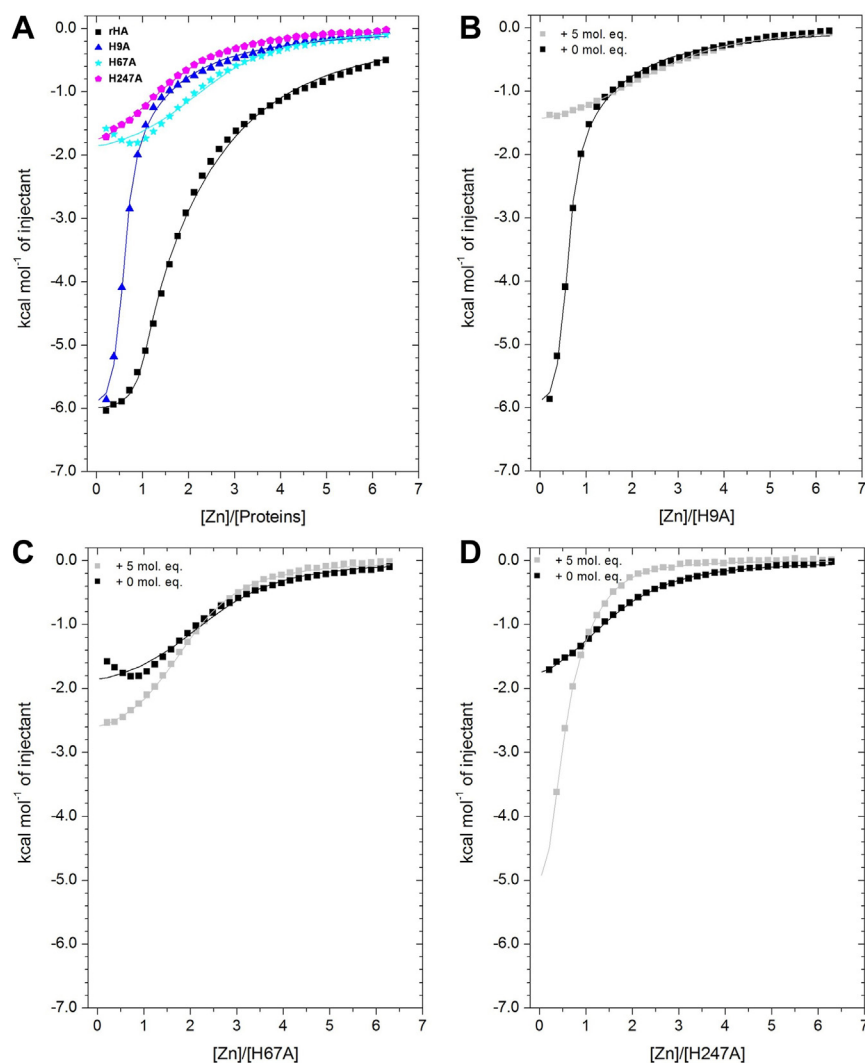 A
rHA
H9A
H67A
H247A
0.0
-1.0
-2.0
-3.0
-4.0
-5.0
-6.0
-7.0
kcal mol⁻¹ of injectant
0 1 2 3 4 5 6 7
[Zn]/[Proteins]
B
+ 5 mol. eq.
+ 0 mol. eq.
0.0
-1.0
-2.0
-3.0
-4.0
-5.0
-6.0
-7.0
kcal mol⁻¹ of injectant
0 1 2 3 4 5 6 7
[Zn]/[H9A]
C
+ 5 mol. eq.
+ 0 mol. eq.
0.0
-1.0
-2.0
-3.0
-4.0
-5.0
-6.0
-7.0
kcal mol⁻¹ of injectant
0 1 2 3 4 5 6 7
[Zn]/[H67A]
D
+ 5 mol. eq.
+ 0 mol. eq.
0.0
-1.0
-2.0
-3.0
-4.0
-5.0
-6.0
-7.0
kcal mol⁻¹ of injectant
0 1 2 3 4 5 6 7
[Zn]/[H247A]